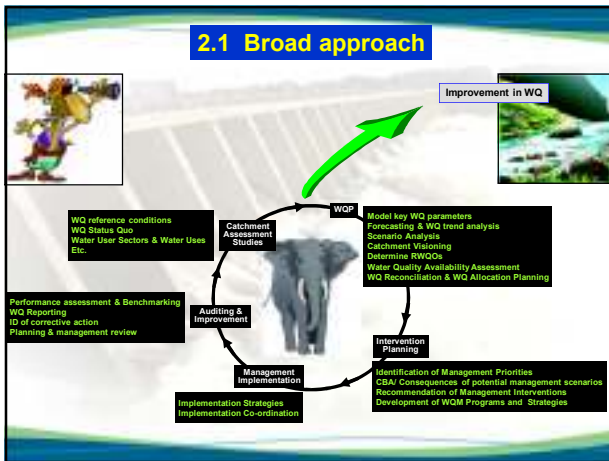 2.1 Broad approach
Improvement in WQ
WQP
WQ reference conditions
WQ Status Quo
Water User Sectors & Water Uses
Etc.
Catchment
Assessment
Studies
Model key WQ parameters
Forecasting & WQ trend analysis
Scenario Analysis
Catchment Visioning
Determine RWQOs
Water Quality Availability Assessment
WQ Reconciliation & WQ Allocation Planning
Performance assessment & Benchmarking
WQ Reporting
ID of corrective action
Planning & management review
Auditing &
Improvement
Intervention
Planning
Management
Implementation
Identification of Management Priorities
CBA/ Consequences of potential management scenarios
Recommendation of Management Interventions
Development of WQM Programs and Strategies
Implementation Strategies
Implementation Co-ordination